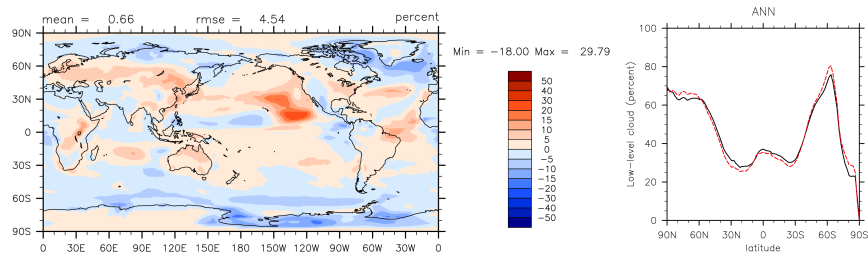 mean = 0.66 rmse = 4.54 percent
Min = −18.00 Max = 29.79
90N
60N
30N
0
30S
60S
90S
0 30E 60E 90E 120E 150E 180 150W 120W 90W 60W 30W 0
50
40
30
20
15
10
5
0
−5
−10
−15
−20
−30
−40
−50
ANN
Low-level cloud (percent)
100
80
60
40
20
0
90N 60N 30N 0 30S 60S 90S
latitude